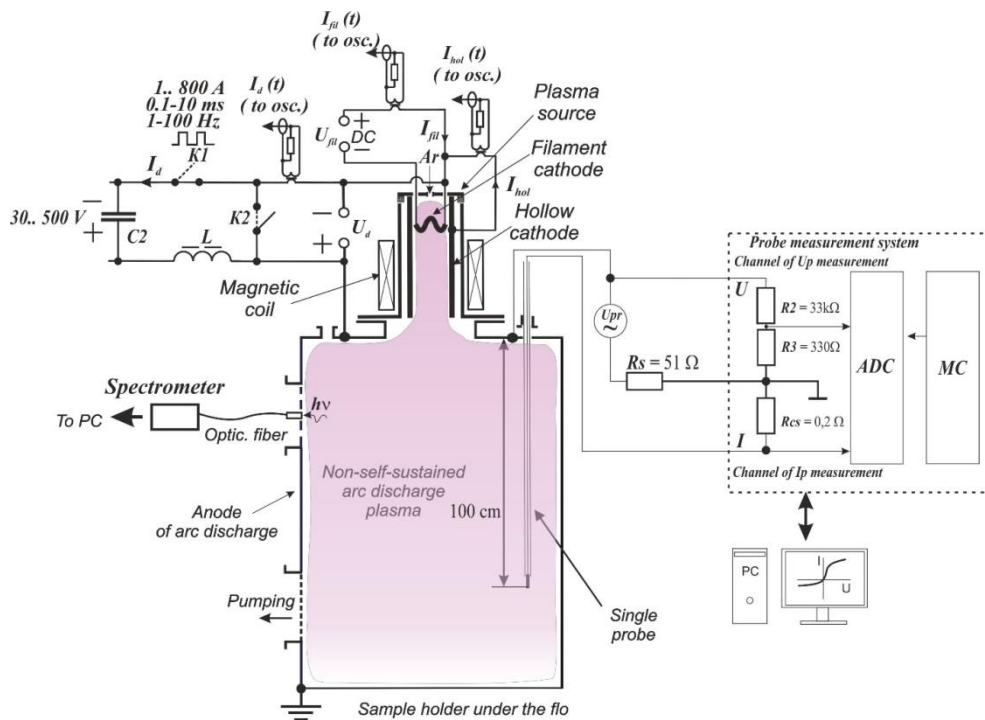 I_fil (t)
( to osc.)
I_hol (t)
( to osc.)
1.. 800 A
0.1-10 ms
1-100 Hz
I_d (t)
( to osc.)
Plasma
source
+
U_fil
DC
−
I_fil
Ar
Filament
cathode
I_d
K1
I_hol
30.. 500 V
−
+
C2
K2
L
−
U_d
+
Hollow
cathode
Magnetic
coil
Probe measurement system
Channel of Up measurement
U
R2 = 33kΩ
Upr
~
R3 = 330Ω
ADC
MC
Rs = 51 Ω
Rcs = 0,2 Ω
I
Channel of Ip measurement
Spectrometer
hν
To PC
Optic. fiber
Non-self-sustained
arc discharge
plasma
100 cm
Anode
of arc discharge
PC
I
U
Pumping
Single
probe
Sample holder under the flo